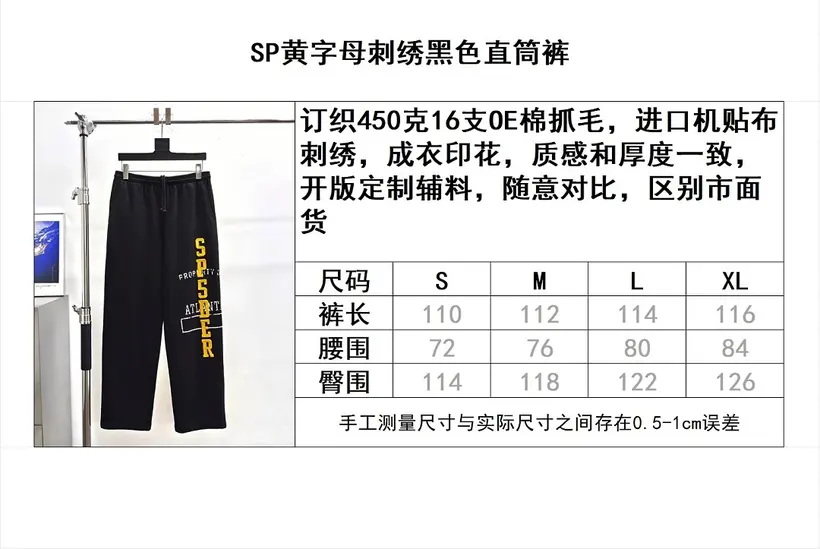 SP黄字母刺绣黑色直筒裤
订织450克16支OE棉抓毛，进口机贴布
刺绣，成衣印花，质感和厚度一致，
开版定制辅料，随意对比，区别市面
货
尺码 S M L XL
裤长 110 112 114 116
腰围 72 76 80 84
臀围 114 118 122 126
手工测量尺寸与实际尺寸之间存在0.5-1cm误差
SP5DER